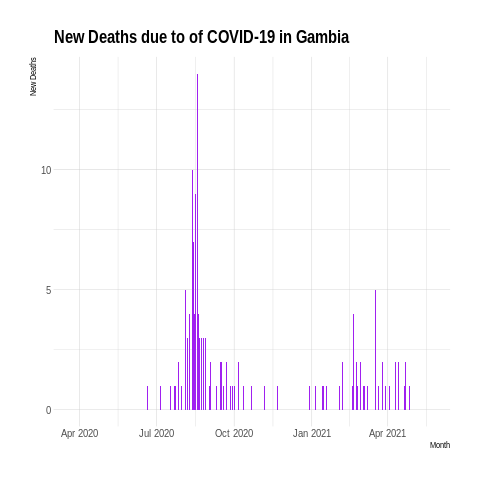 New Deaths due to of COVID-19 in Gambia
New Deaths
10
5
0
Apr 2020 Jul 2020 Oct 2020 Jan 2021 Apr 2021
Month